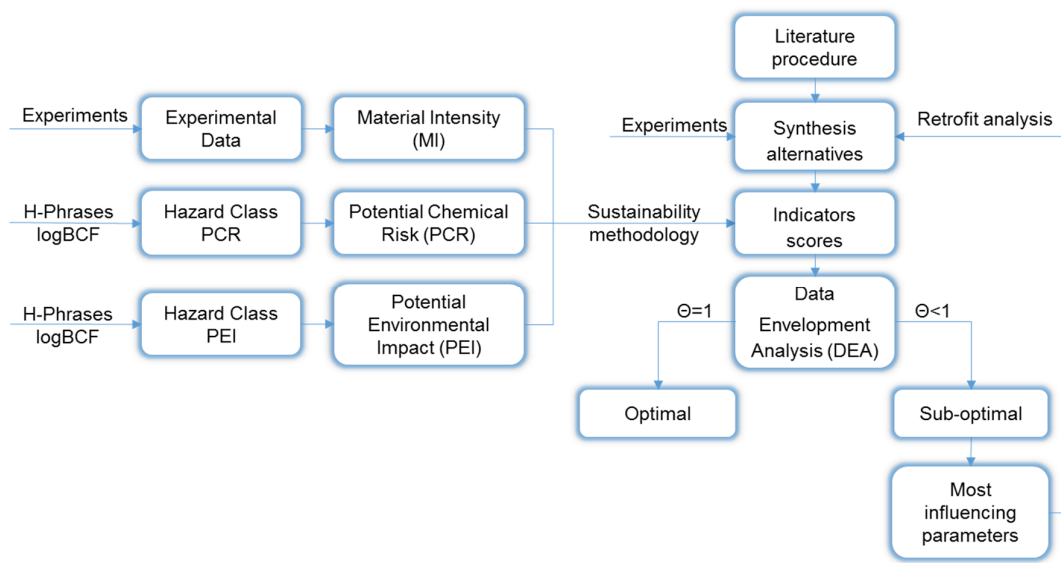 Literature
procedure
Experiments
Experimental
Data
Material Intensity
(MI)
Experiments
Synthesis
alternatives
Retrofit analysis
H-Phrases
logBCF
Hazard Class
PCR
Potential Chemical
Risk (PCR)
Sustainability
methodology
Indicators
scores
H-Phrases
logBCF
Hazard Class
PEI
Potential
Environmental
Impact (PEI)
Θ=1
Data
Envelopment
Analysis (DEA)
Θ<1
Optimal
Sub-optimal
Most
influencing
parameters